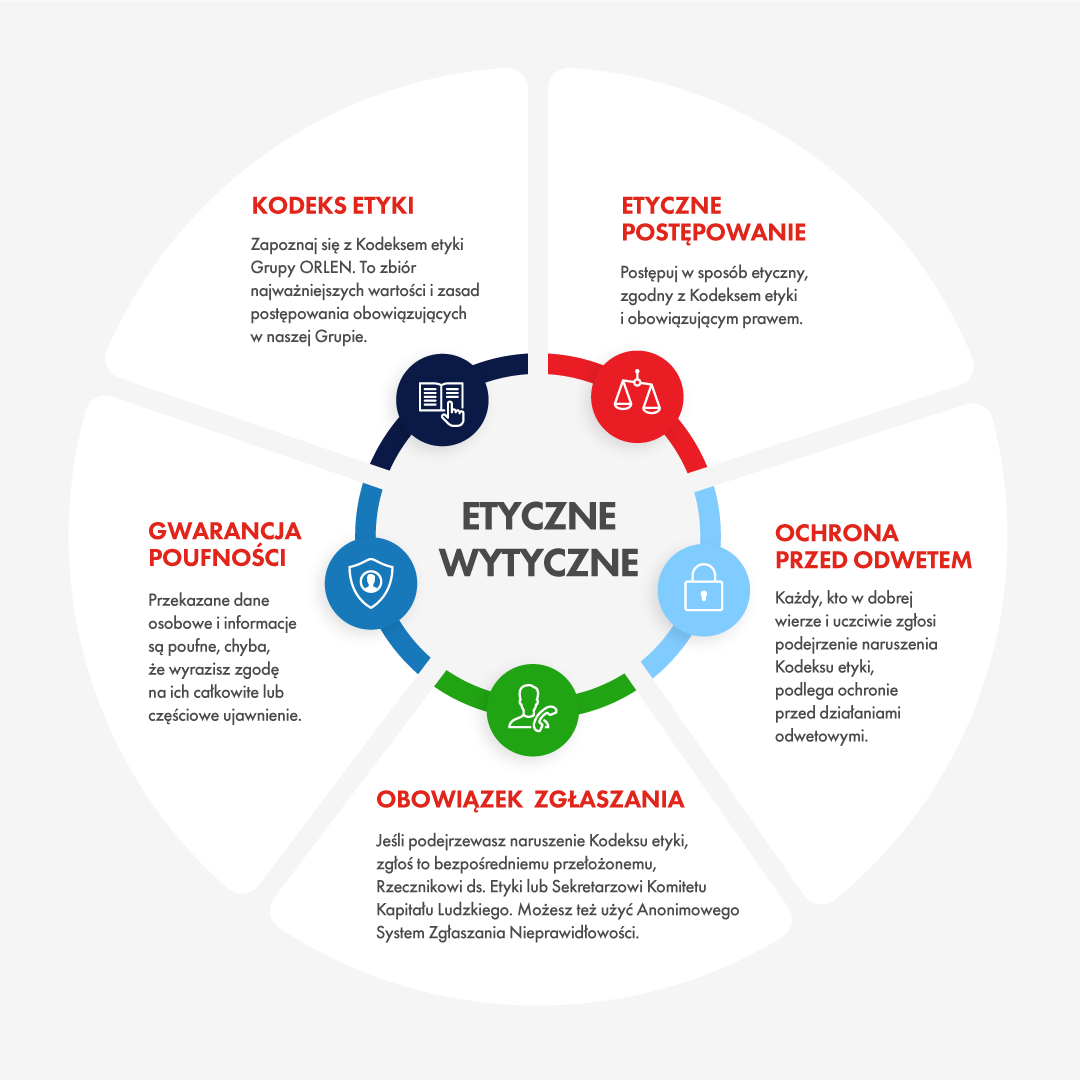 KODEKS ETYKI
Zapoznaj się z Kodeksem etyki
Grupy ORLEN. To zbiór
najważniejszych wartości i zasad
postępowania obowiązujących
w naszej Grupie.
ETYCZNE
POSTĘPOWANIE
Postępuj w sposób etyczny,
zgodny z Kodeksem etyki
i obowiązującym prawem.
ETYCZNE
WYTYCZNE
GWARANCJA
POUFNOŚCI
Przekazane dane
osobowe i informacje
są poufne, chyba,
że wyrazisz zgodę
na ich całkowite lub
częściowe ujawnienie.
OCHRONA
PRZED ODWETEM
Każdy, kto w dobrej
wierze i uczciwie zgłosi
podejrzenie naruszenia
Kodeksu etyki,
podlega ochronie
przed działaniami
odwetowymi.
OBOWIĄZEK ZGŁASZANIA
Jeśli podejrzewasz naruszenie Kodeksu etyki,
zgłoś to bezpośredniemu przełożonemu,
Rzecznikowi ds. Etyki lub Sekretarzowi Komitetu
Kapitału Ludzkiego. Możesz też użyć Anonimowego
System Zgłaszania Nieprawidłowości.